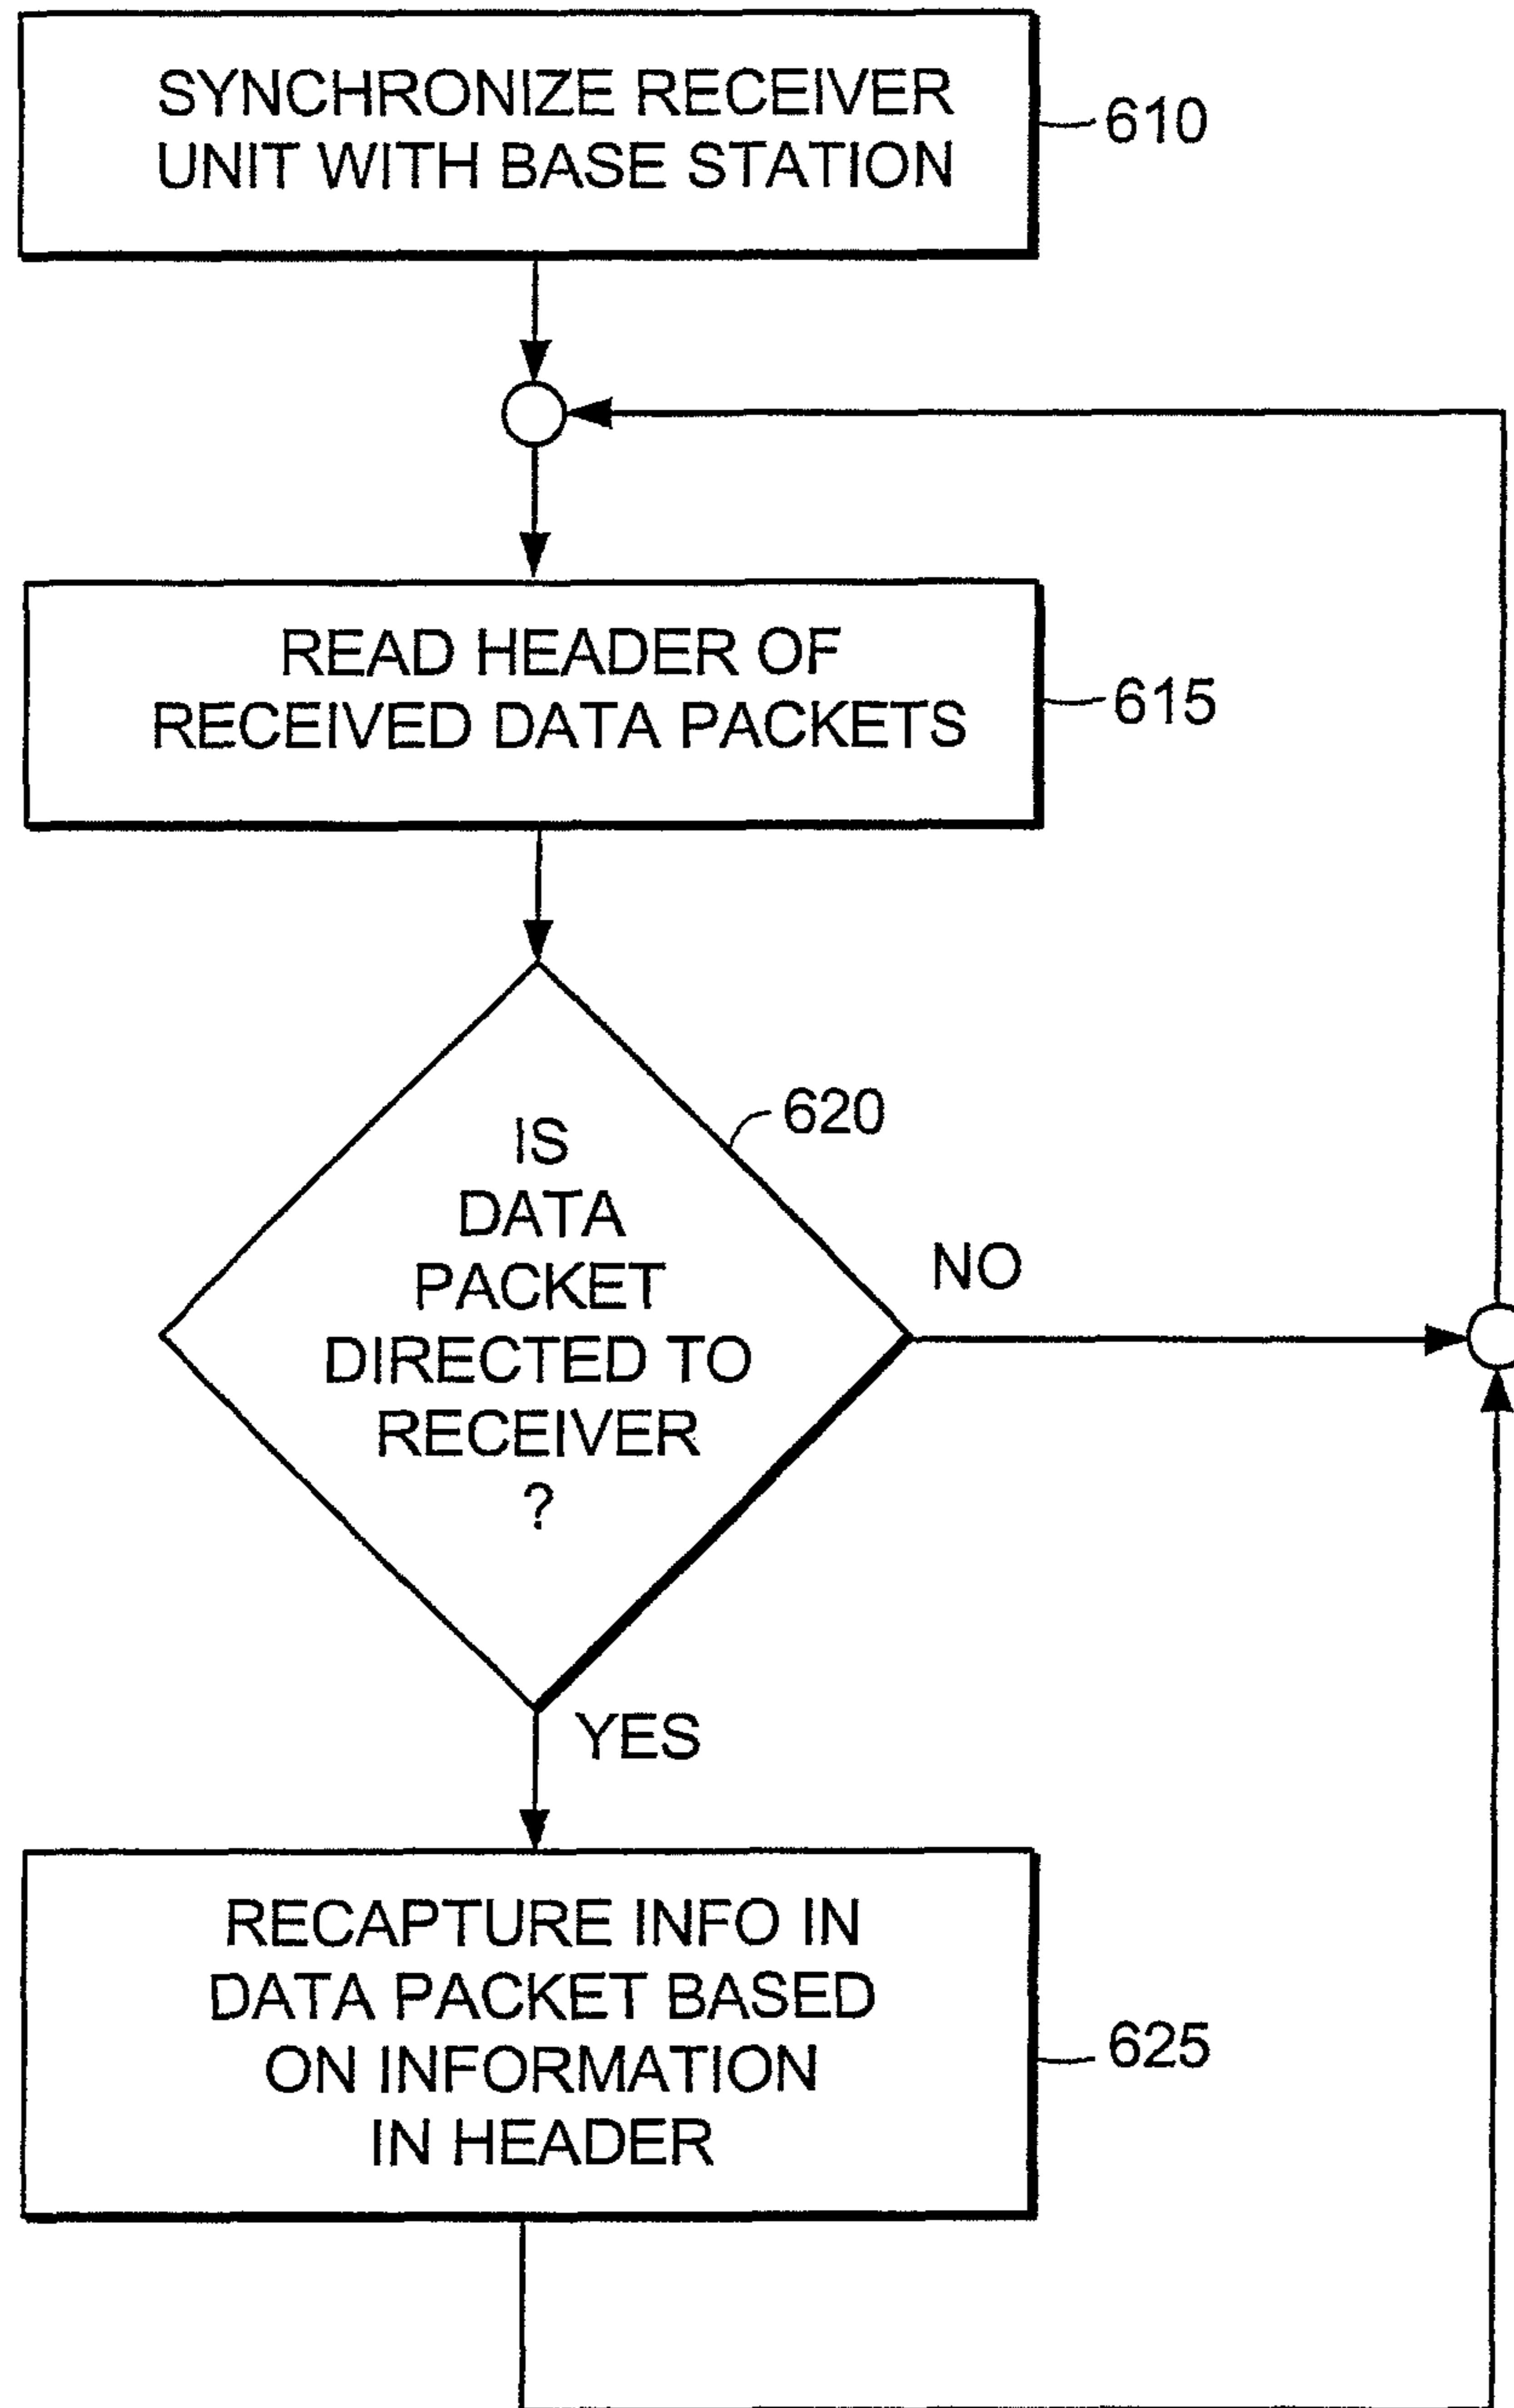 SYNCHRONIZE RECEIVER
UNIT WITH BASE STATION
610
READ HEADER OF
RECEIVED DATA PACKETS
615
620
IS
DATA
PACKET
DIRECTED TO
RECEIVER
?
NO
YES
RECAPTURE INFO IN
DATA PACKET BASED
ON INFORMATION
IN HEADER
625